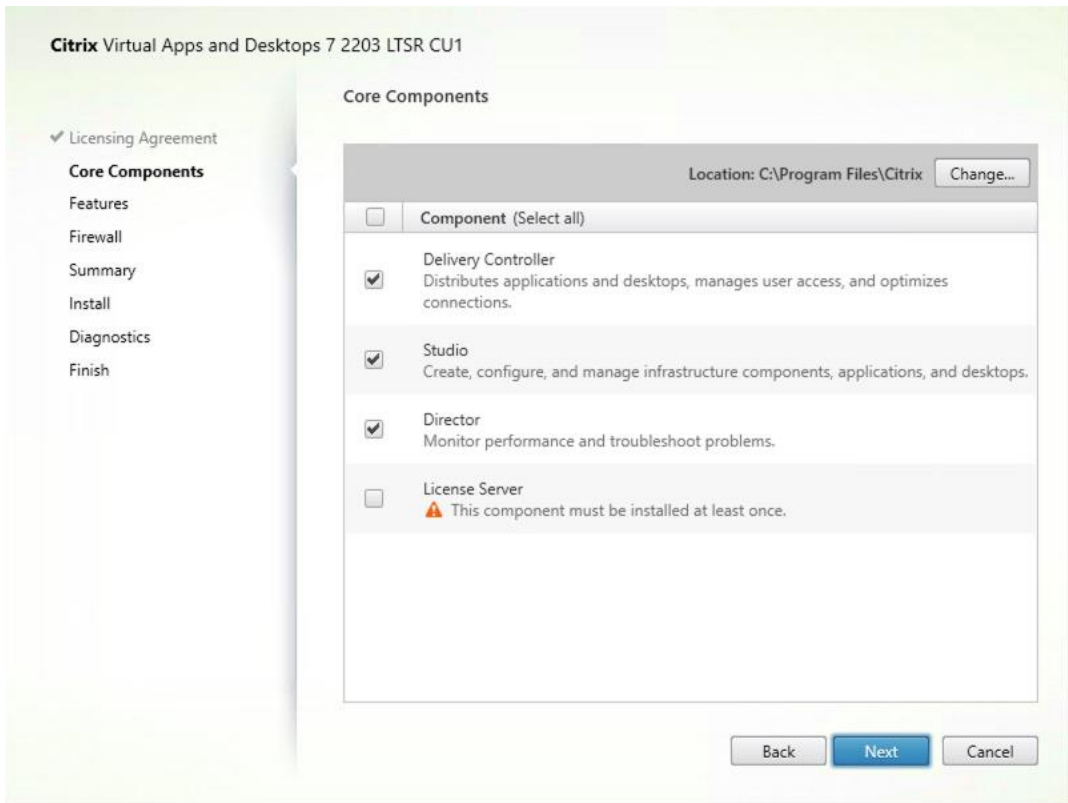 Citrix Virtual Apps and Desktops 7 2203 LTSR CU1
Core Components
Licensing Agreement
Core Components
Features
Firewall
Summary
Install
Diagnostics
Finish
Location: C:\Program Files\Citrix
Change...
Component (Select all)
Delivery Controller
Distributes applications and desktops, manages user access, and optimizes
connections.
Studio
Create, configure, and manage infrastructure components, applications, and desktops.
Director
Monitor performance and troubleshoot problems.
License Server
This component must be installed at least once.
Back
Next
Cancel